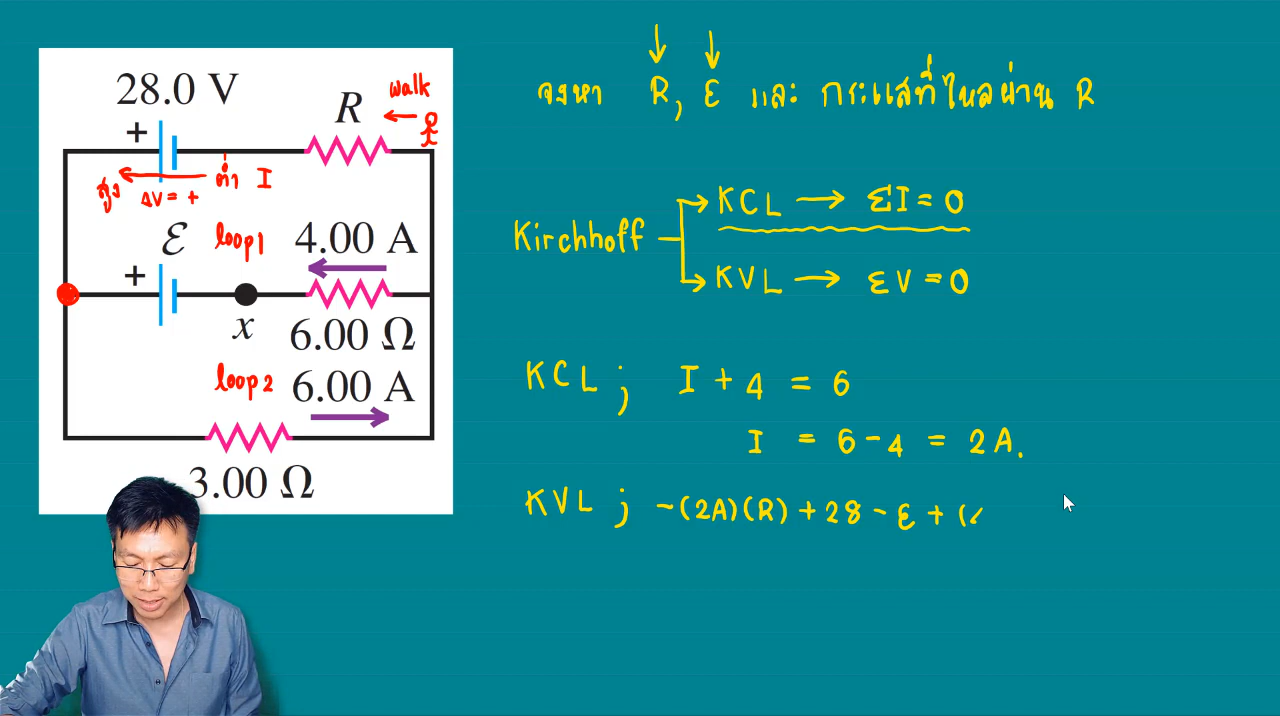 28.0 V
walk
R
+
สูง
ΔV = +
ต่ำ I
ℰ
loop1
4.00 A
+
x
6.00 Ω
loop2
6.00 A
3.00 Ω
จงหา R, ℰ และ กระแสที่ไหลผ่าน R
Kirchhoff
KCL → ΣI = 0
KVL → ΣV = 0
KCL ; I + 4 = 6
I = 6 - 4 = 2 A.
KVL ; -(2A)(R) + 28 - ℰ + (